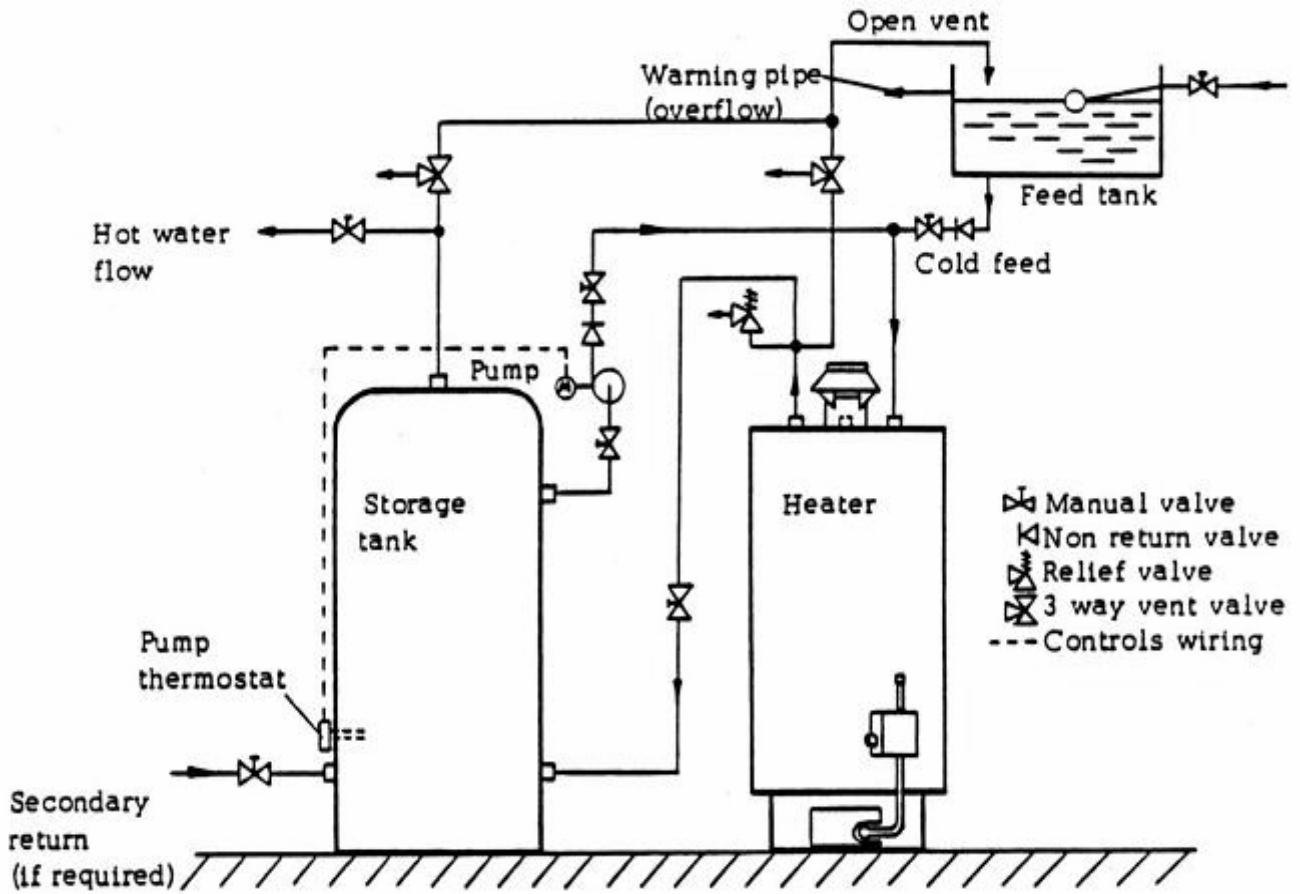 Open vent
Warning pipe
(overflow)
Feed tank
Hot water
flow
Cold feed
Pump
Storage
tank
Heater
Manual valve
Non return valve
Relief valve
3 way vent valve
Controls wiring
Pump
thermostat
Secondary
return
(if required)